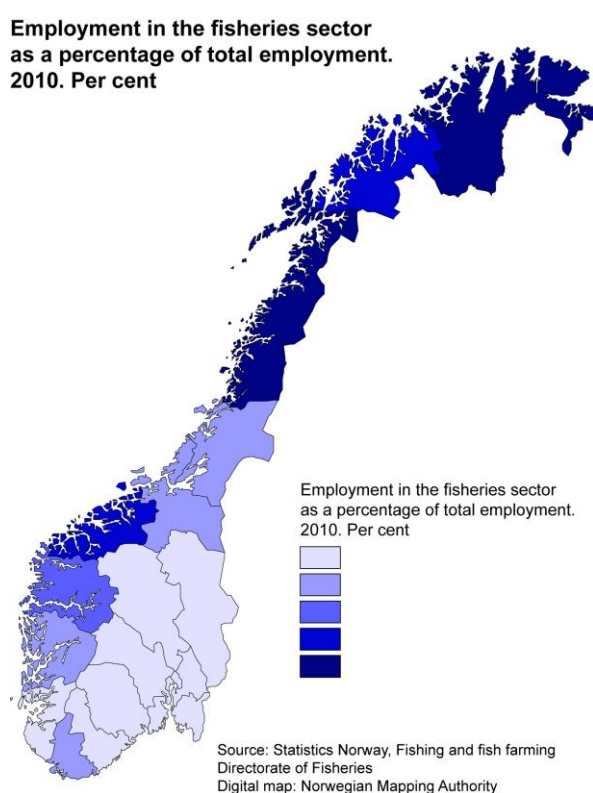 Employment in the fisheries sector
as a percentage of total employment.
2010. Per cent
Employment in the fisheries sector
as a percentage of total employment.
2010. Per cent
Source: Statistics Norway, Fishing and fish farming
Directorate of Fisheries
Digital map: Norwegian Mapping Authority